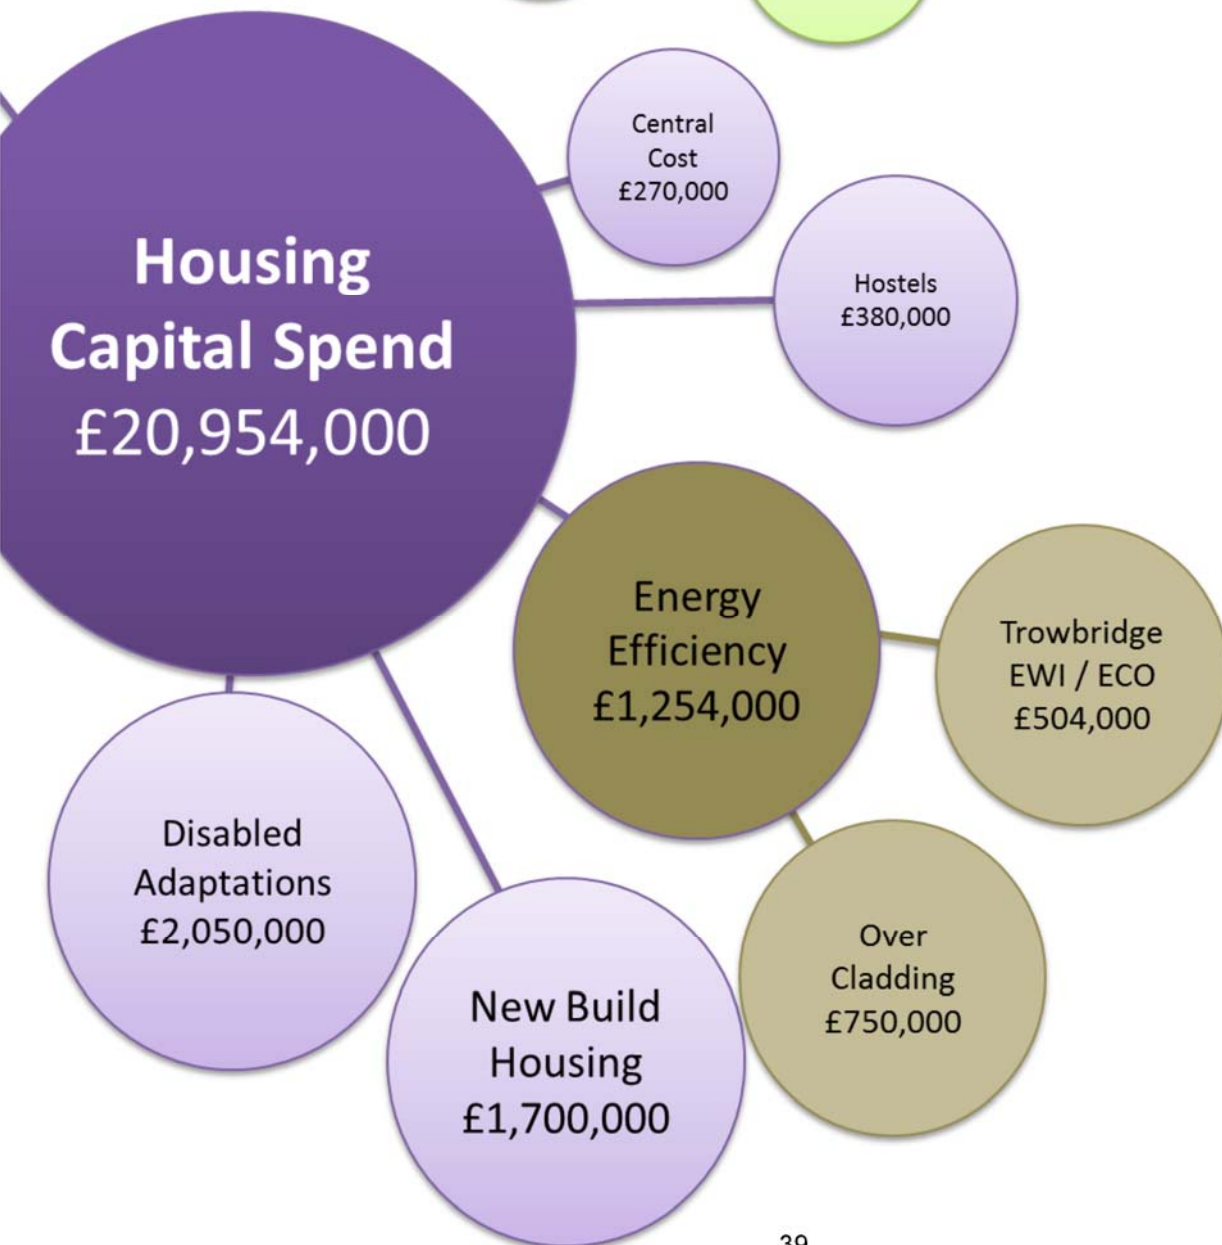 Central
Cost
£270,000
Hostels
£380,000
Housing
Capital Spend
£20,954,000
Energy
Efficiency
£1,254,000
Trowbridge
EWI / ECO
£504,000
Disabled
Adaptations
£2,050,000
Over
Cladding
£750,000
New Build
Housing
£1,700,000
39